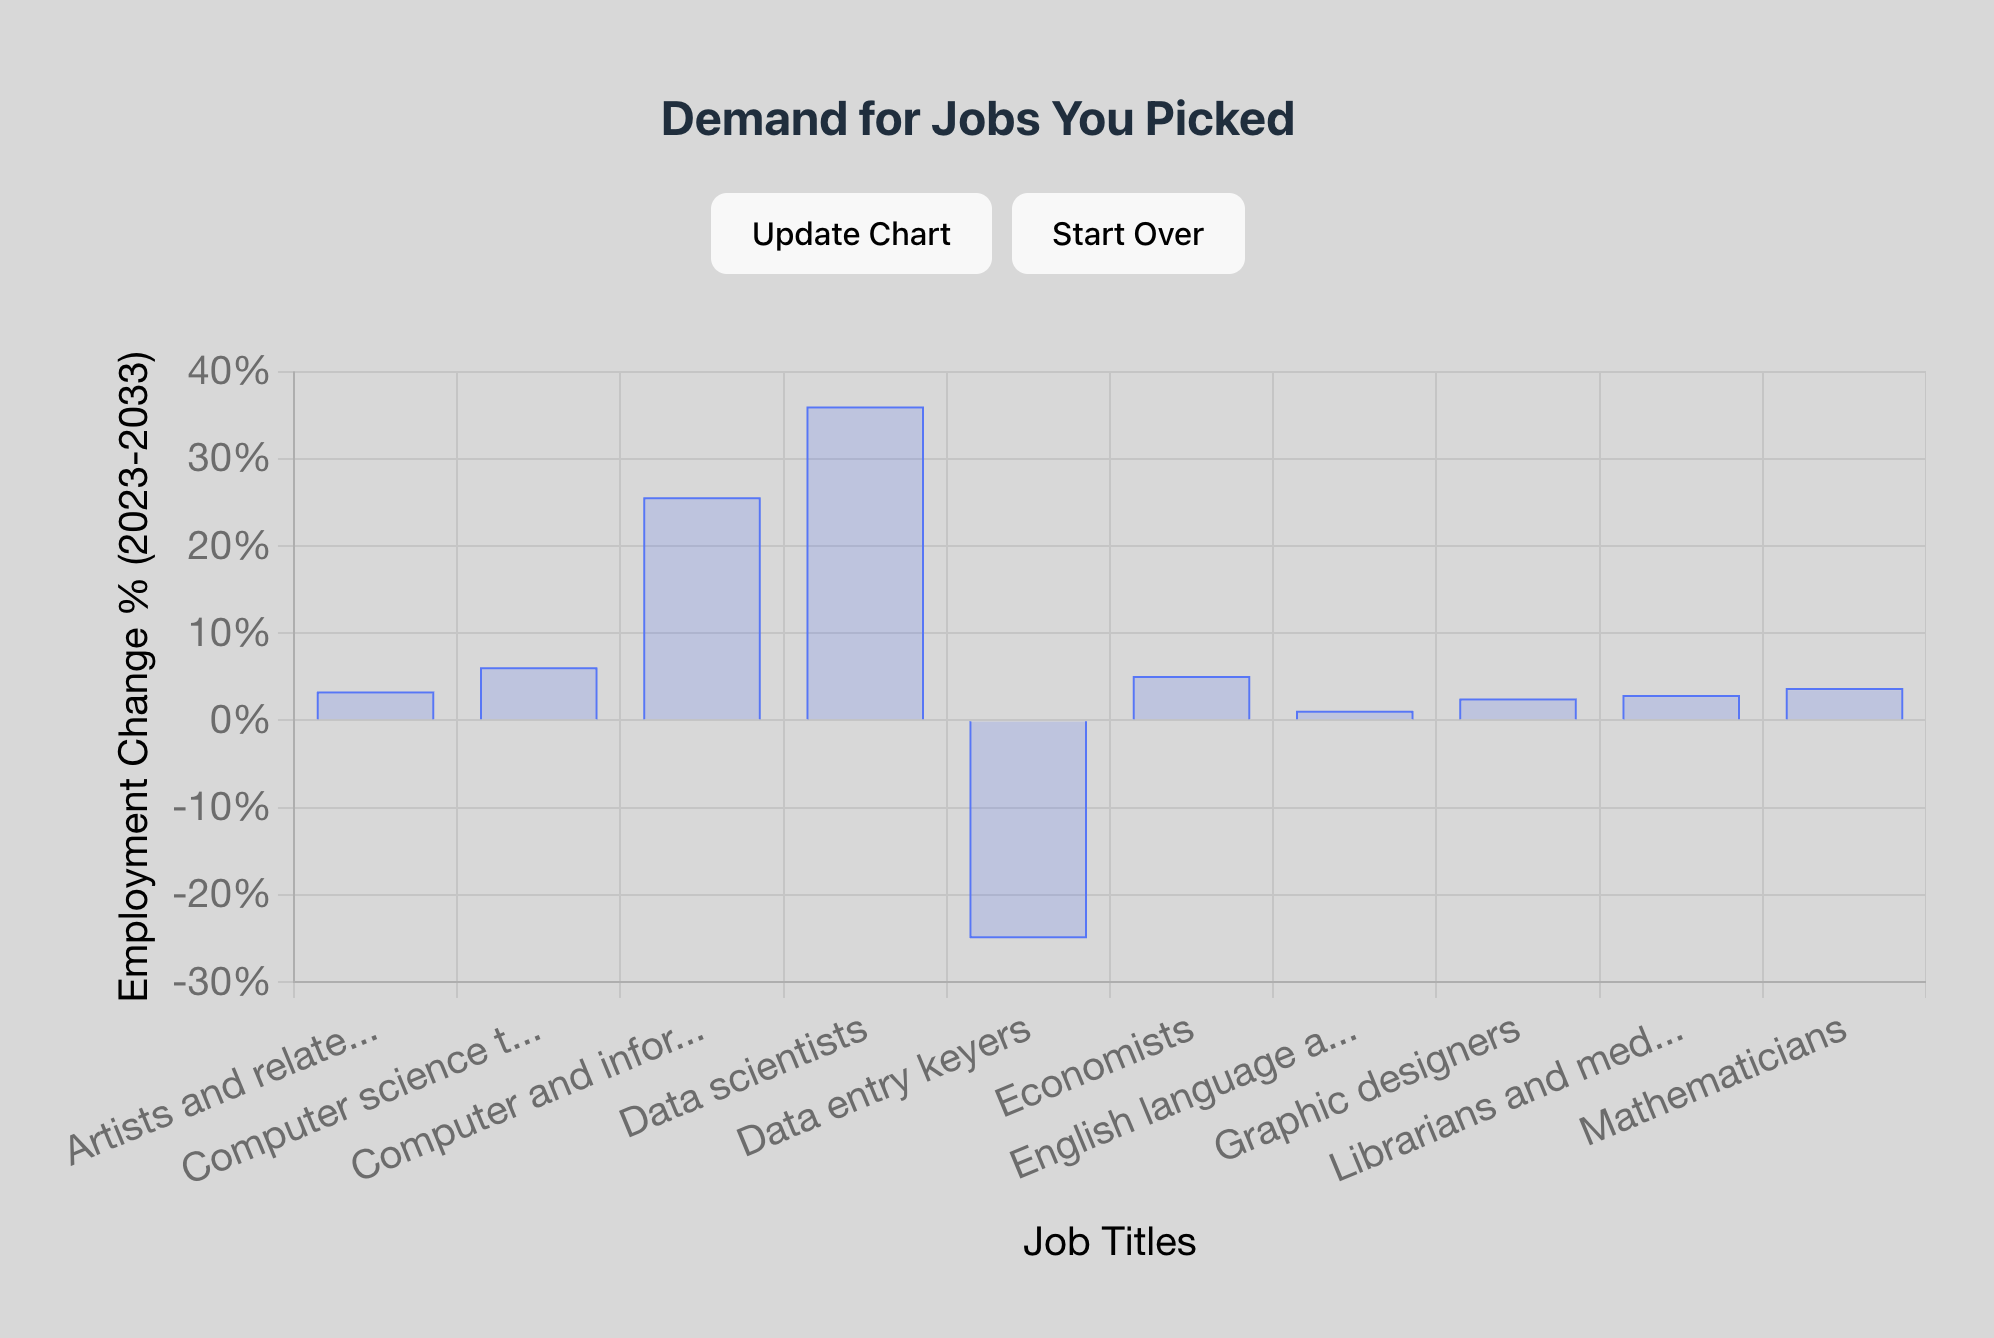 Demand for Jobs You Picked
Update Chart
Start Over
Employment Change % (2023-2033)
40%
30%
20%
10%
0%
-10%
-20%
-30%
Artists and relate...
Computer science t...
Computer and infor...
Data scientists
Data entry keyers
Economists
English language a...
Graphic designers
Librarians and med...
Mathematicians
Job Titles